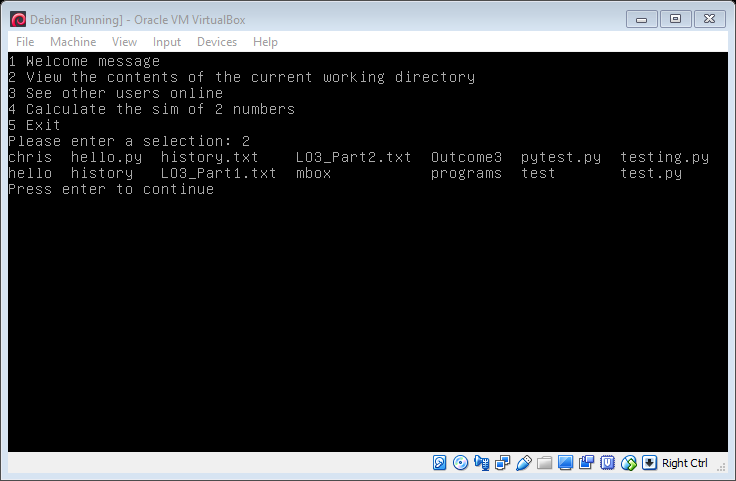 Debian [Running] - Oracle VM VirtualBox
File Machine View Input Devices Help
1 Welcome message
2 View the contents of the current working directory
3 See other users online
4 Calculate the sim of 2 numbers
5 Exit
Please enter a selection: 2
chris hello.py history.txt LO3_Part2.txt Outcome3 pytest.py testing.py
hello history LO3_Part1.txt mbox programs test test.py
Press enter to continue
Right Ctrl